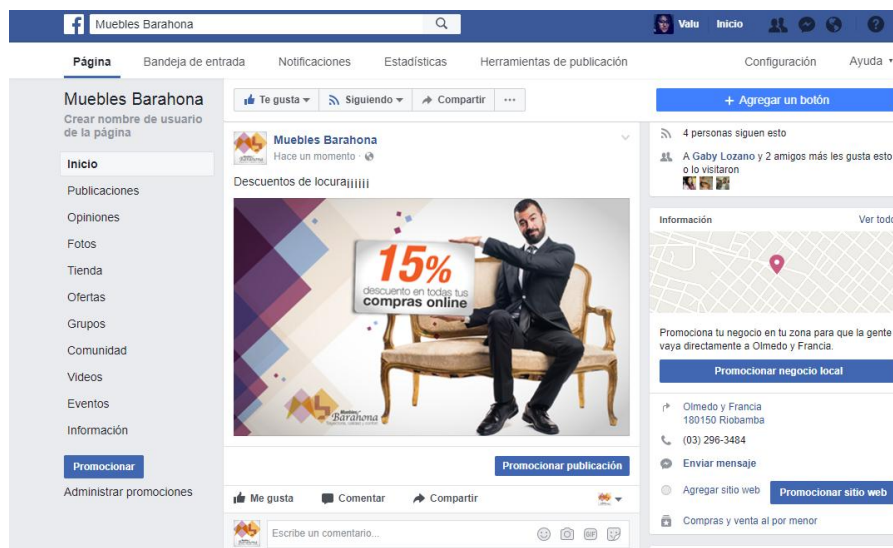 Muebles Barahona
Valu
Inicio
Página
Bandeja de entrada
Notificaciones
Estadísticas
Herramientas de publicación
Configuración
Ayuda
Muebles Barahona
Crear nombre de usuario
de la página
Inicio
Publicaciones
Opiniones
Fotos
Tienda
Ofertas
Grupos
Comunidad
Videos
Eventos
Información
Promocionar
Administrar promociones
Te gusta
Siguiendo
Compartir
Muebles Barahona
Hace un momento
Descuentos de locura¡¡¡¡¡¡
15%
descuento en todas tus
compras online
Muebles
Barahona
Promocionar publicación
Me gusta
Comentar
Compartir
Escribe un comentario...
GIF
+ Agregar un botón
4 personas siguen esto
A Gaby Lozano y 2 amigos más les gusta esto
o lo visitaron
Información
Ver todo
Promociona tu negocio en tu zona para que la gente
vaya directamente a Olmedo y Francia.
Promocionar negocio local
Olmedo y Francia
180150 Riobamba
(03) 296-3484
Enviar mensaje
Agregar sitio web
Promocionar sitio web
Compras y venta al por menor